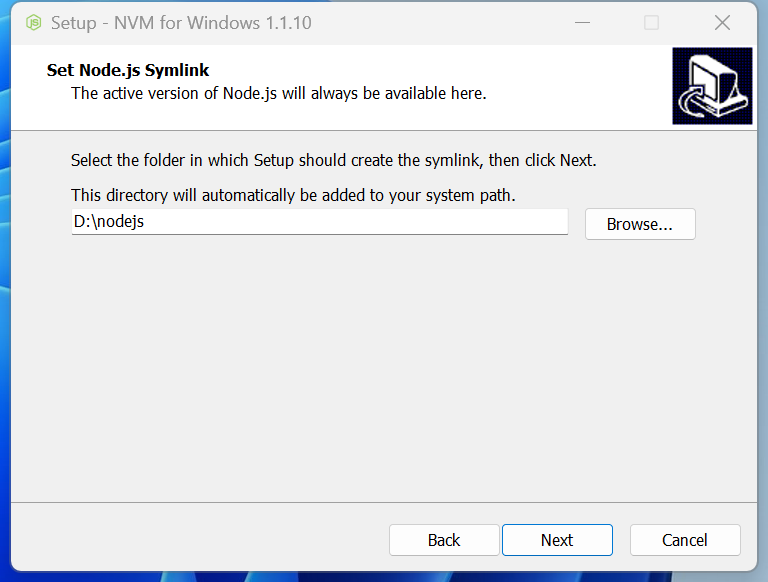 Setup - NVM for Windows 1.1.10
Set Node.js Symlink
The active version of Node.js will always be available here.
Select the folder in which Setup should create the symlink, then click Next.
This directory will automatically be added to your system path.
D:\nodejs
Browse...
Back
Next
Cancel